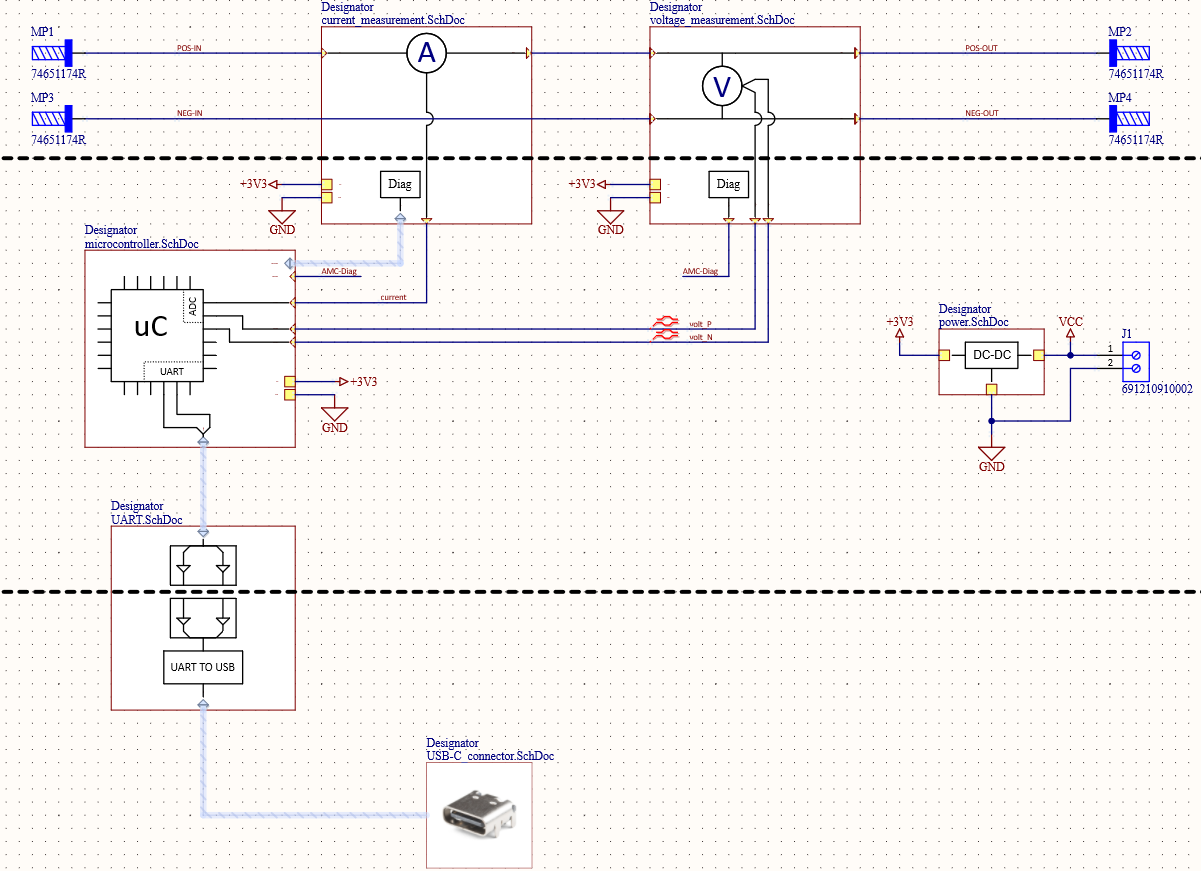 Designator
current_measurement.SchDoc
Designator
voltage_measurement.SchDoc
MP1
74651174R
POS-IN
A
V
POS-OUT
MP2
74651174R
MP3
74651174R
NEG-IN
NEG-OUT
MP4
74651174R
+3V3
GND
Diag
+3V3
GND
Diag
Designator
microcontroller.SchDoc
AMC-Diag
AMC-Diag
ADC
current
uC
volt_P
volt_N
UART
+3V3
GND
+3V3
Designator
power.SchDoc
DC-DC
VCC
J1
1
2
691210910002
GND
Designator
UART.SchDoc
UART TO USB
Designator
USB-C_connector.SchDoc